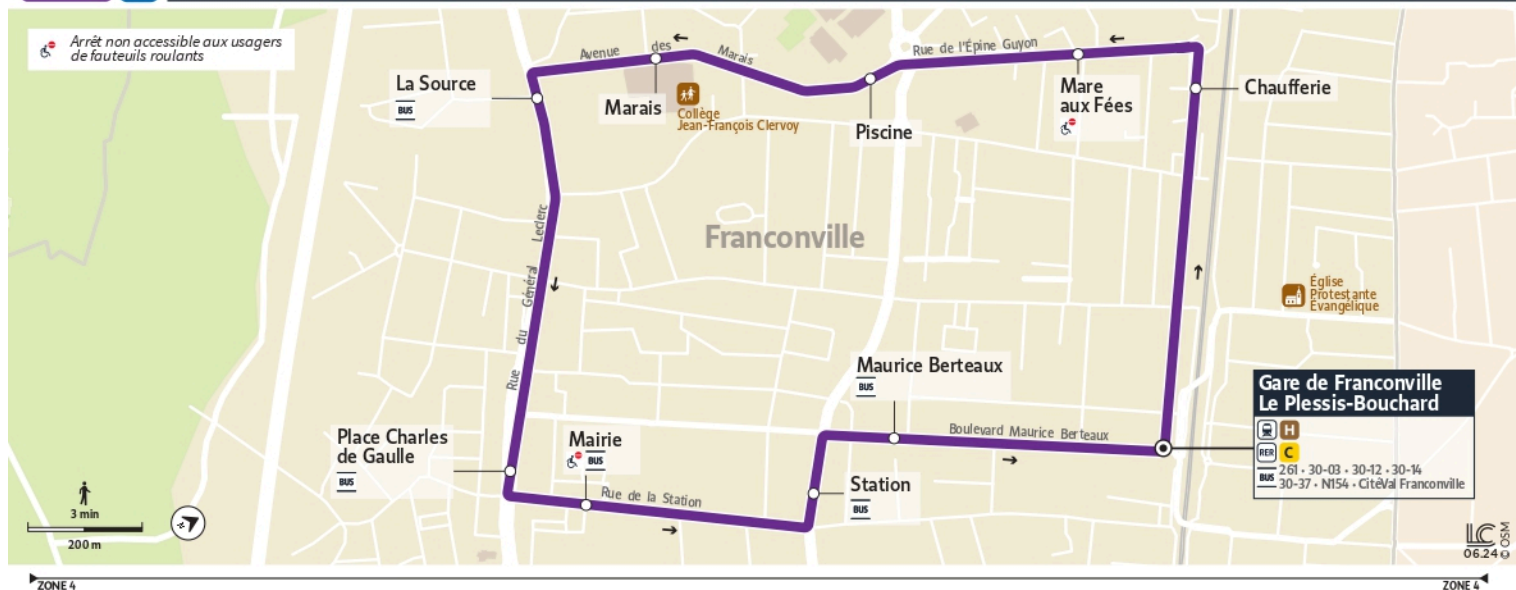 Arrêt non accessible aux usagers
de fauteuils roulants
Avenue des Marais
Rue de l'Épine Guyon
La Source
BUS
Marais
Collège
Jean-François Clervoy
Piscine
Mare
aux Fées
Chaufferie
Franconville
Rue du Général Leclerc
Église
Protestante
Évangélique
Maurice Berteaux
BUS
Boulevard Maurice Berteaux
Gare de Franconville
Le Plessis-Bouchard
H
RER C
BUS 261 • 30-03 • 30-12 • 30-14
30-37 • N154 • CitéVal Franconville
Place Charles
de Gaulle
BUS
Mairie
BUS
Rue de la Station
Station
BUS
3 min
200 m
LC
06.24 © OSM
ZONE 4
ZONE 4